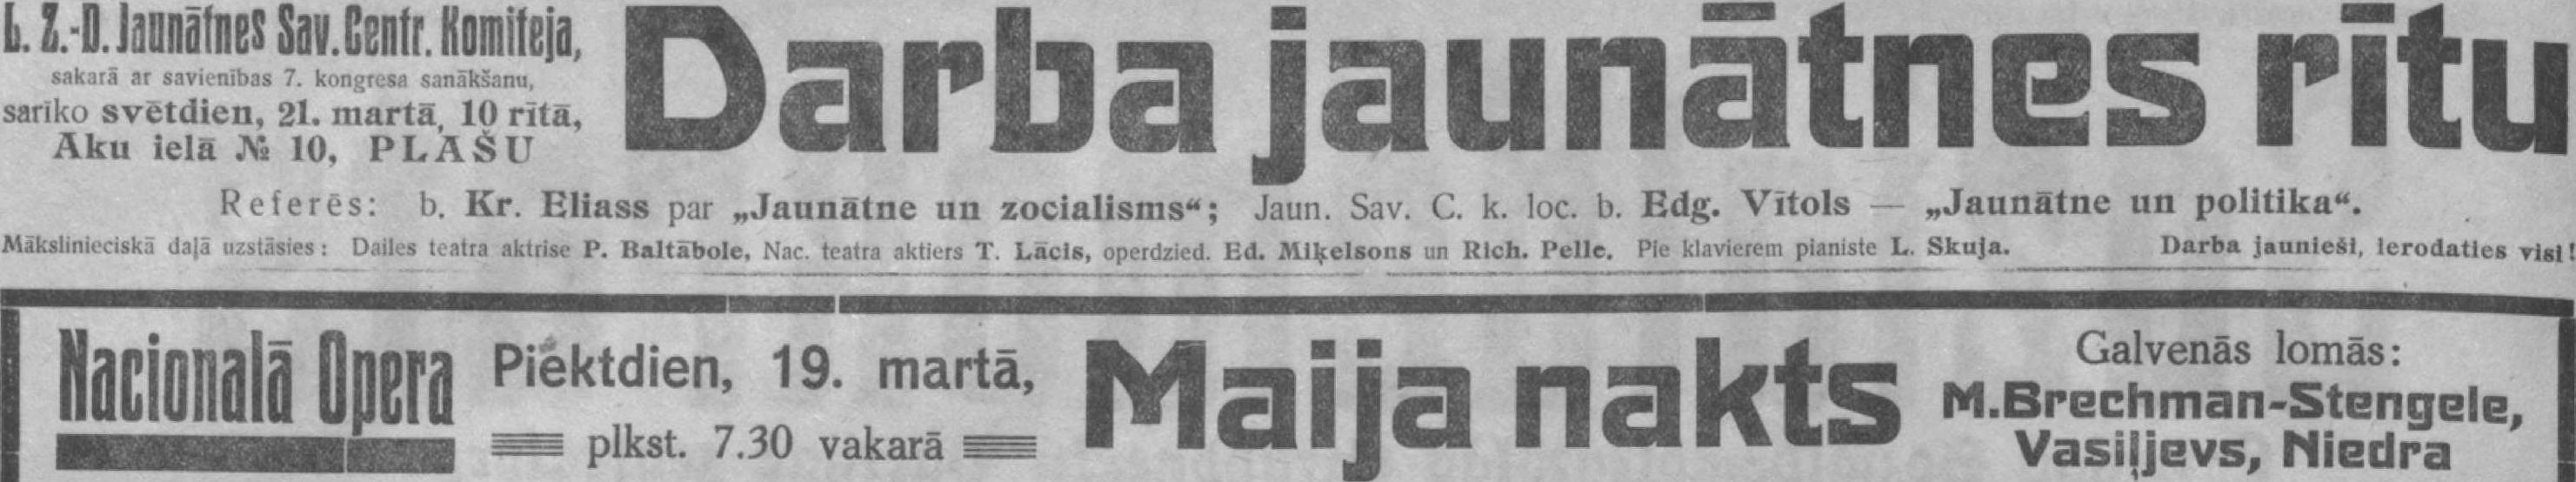 L. Z.-D. Jaunātnes Sav. Centr. Komiteja,
sakarā ar savienības 7. kongresa sanākšanu,
sarīko svētdien, 21. martā, 10 rītā,
Aku ielā № 10, PLAŠU
Darba jaunātnes rītu
Referēs: b. Kr. Eliass par „Jaunātne un zocialisms“; Jaun. Sav. C. k. loc. b. Edg. Vītols — „Jaunātne un politika“.
Mākslinieciskā daļā uzstāsies: Dailes teatra aktrise P. Baltābole, Nac. teatra aktiers T. Lācis, operdzied. Ed. Miķelsons un Rich. Pelle. Pie klavierem pianiste L. Skuja. Darba jaunieši, ierodaties visi!
Nacionalā Opera
Piektdien, 19. martā,
plkst. 7.30 vakarā
Maija nakts
Galvenās lomās:
M. Brechman-Stengele,
Vasiļjevs, Niedra